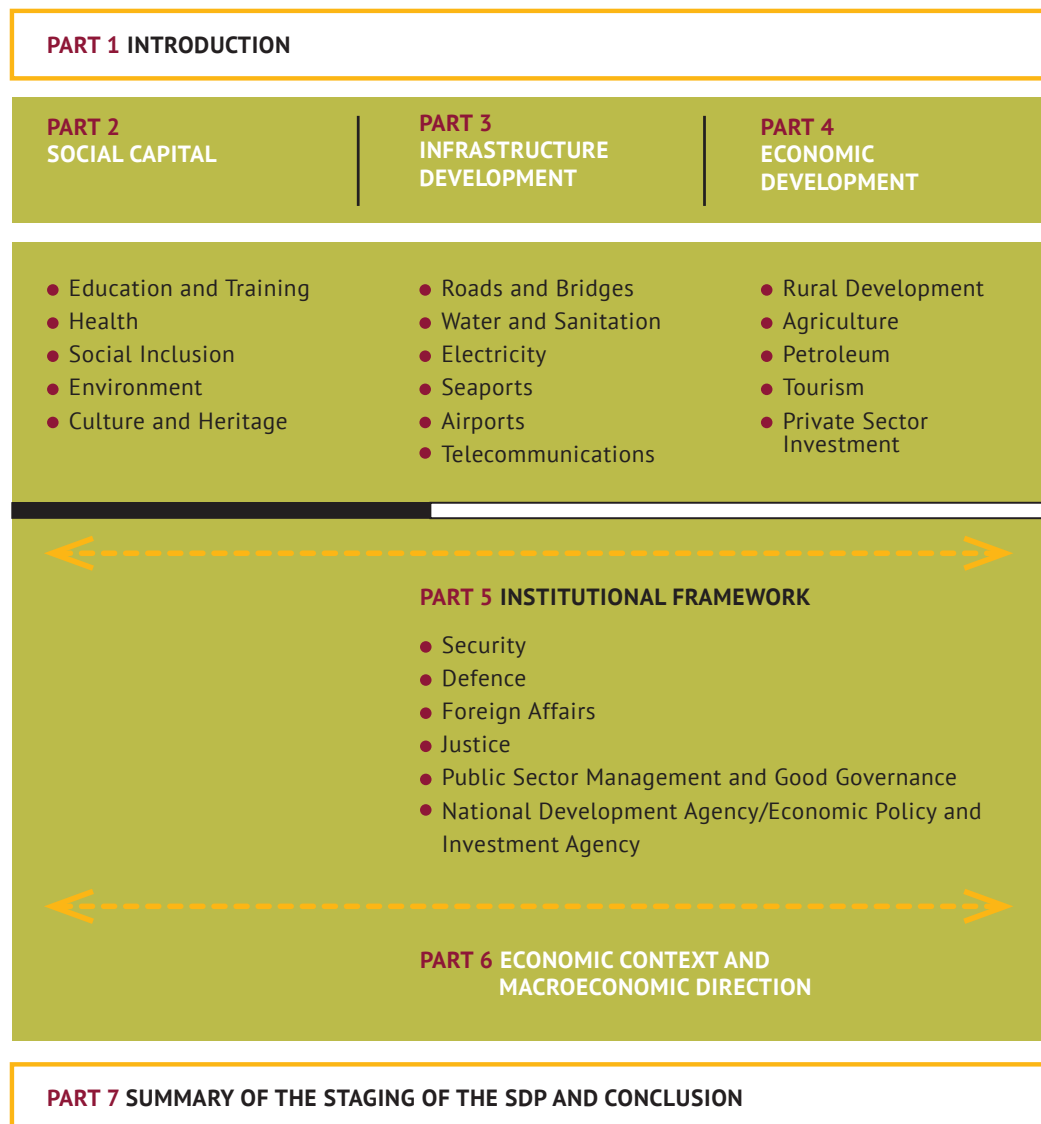 PART 1 INTRODUCTION
PART 2
SOCIAL CAPITAL
PART 3
INFRASTRUCTURE
DEVELOPMENT
PART 4
ECONOMIC
DEVELOPMENT
• Education and Training
• Health
• Social Inclusion
• Environment
• Culture and Heritage
• Roads and Bridges
• Water and Sanitation
• Electricity
• Seaports
• Airports
• Telecommunications
• Rural Development
• Agriculture
• Petroleum
• Tourism
• Private Sector
Investment
PART 5 INSTITUTIONAL FRAMEWORK
• Security
• Defence
• Foreign Affairs
• Justice
• Public Sector Management and Good Governance
• National Development Agency/Economic Policy and
Investment Agency
PART 6 ECONOMIC CONTEXT AND
MACROECONOMIC DIRECTION
PART 7 SUMMARY OF THE STAGING OF THE SDP AND CONCLUSION